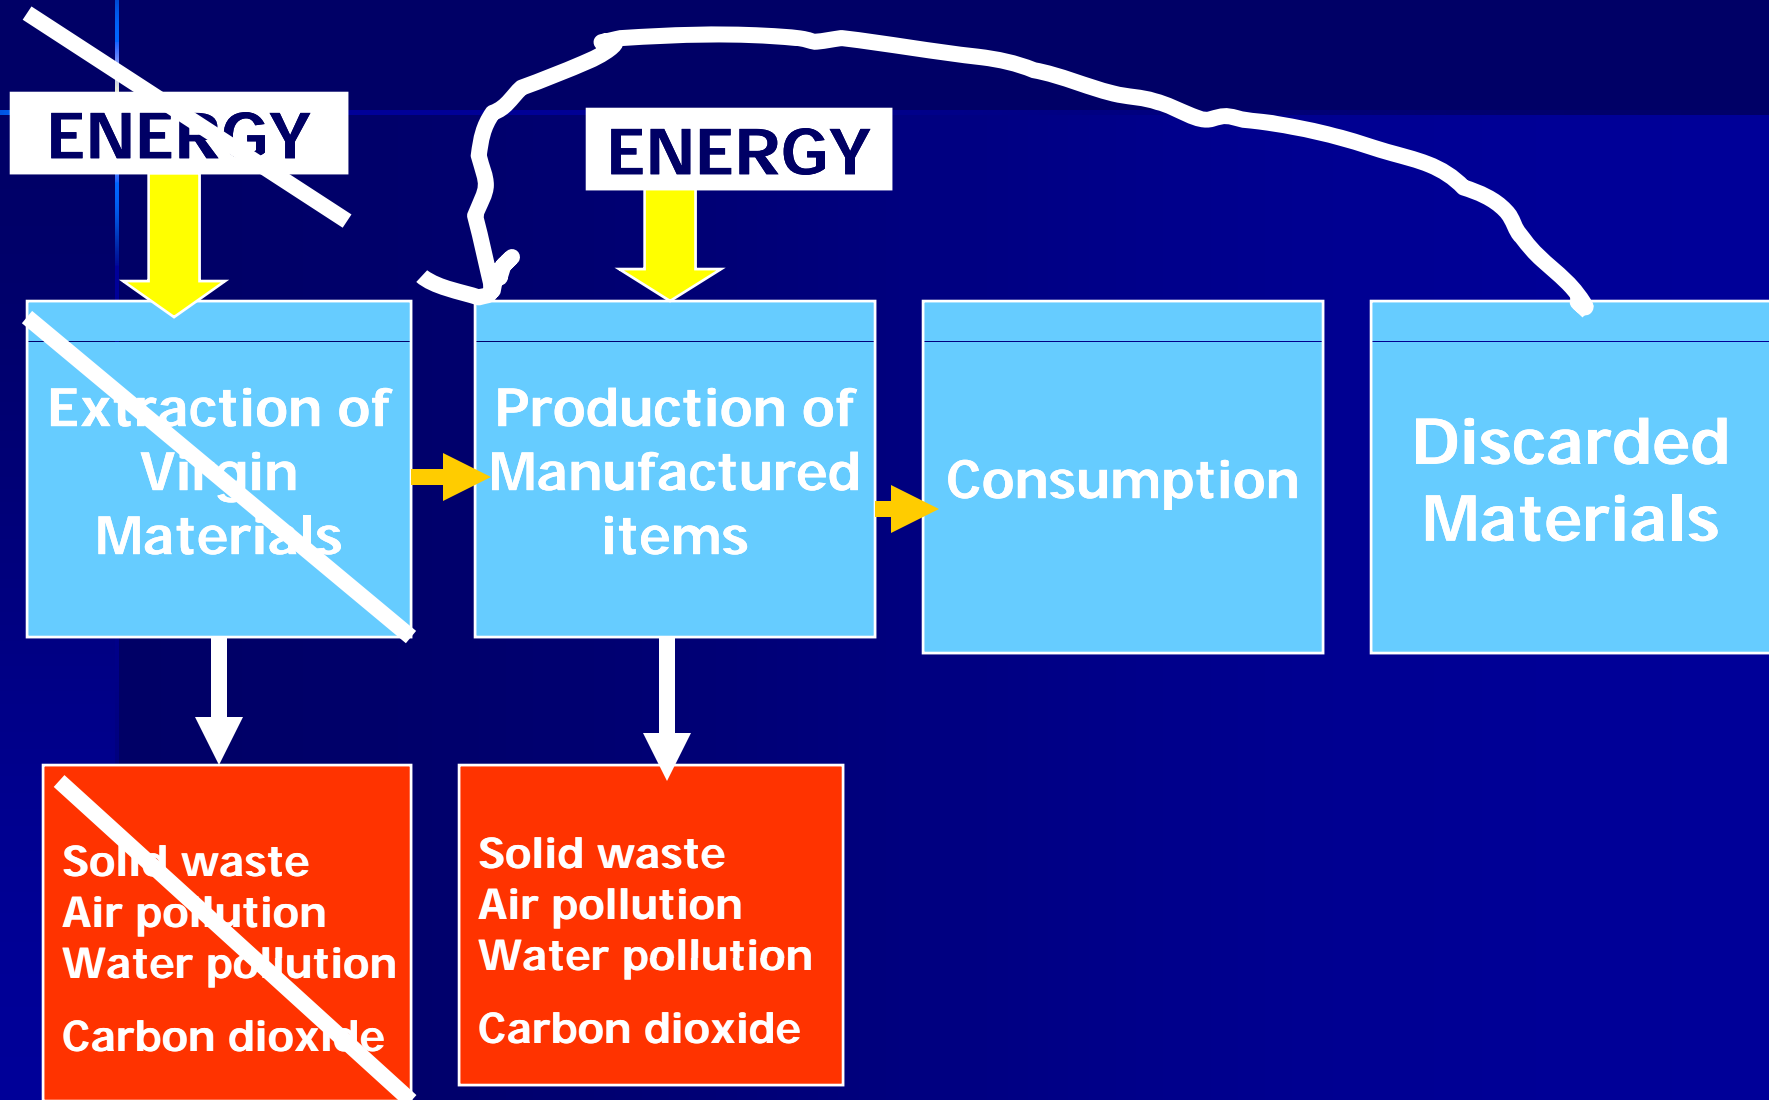 ENERGY
ENERGY
Extraction of
Virgin
Materials
Production of
Manufactured
items
Consumption
Discarded
Materials
Solid waste
Air pollution
Water pollution
Carbon dioxide
Solid waste
Air pollution
Water pollution
Carbon dioxide